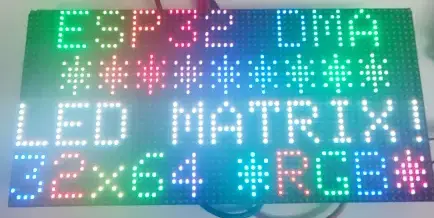 ESP32 DMA
********
LED MATRIX!
32x64 *RGB*